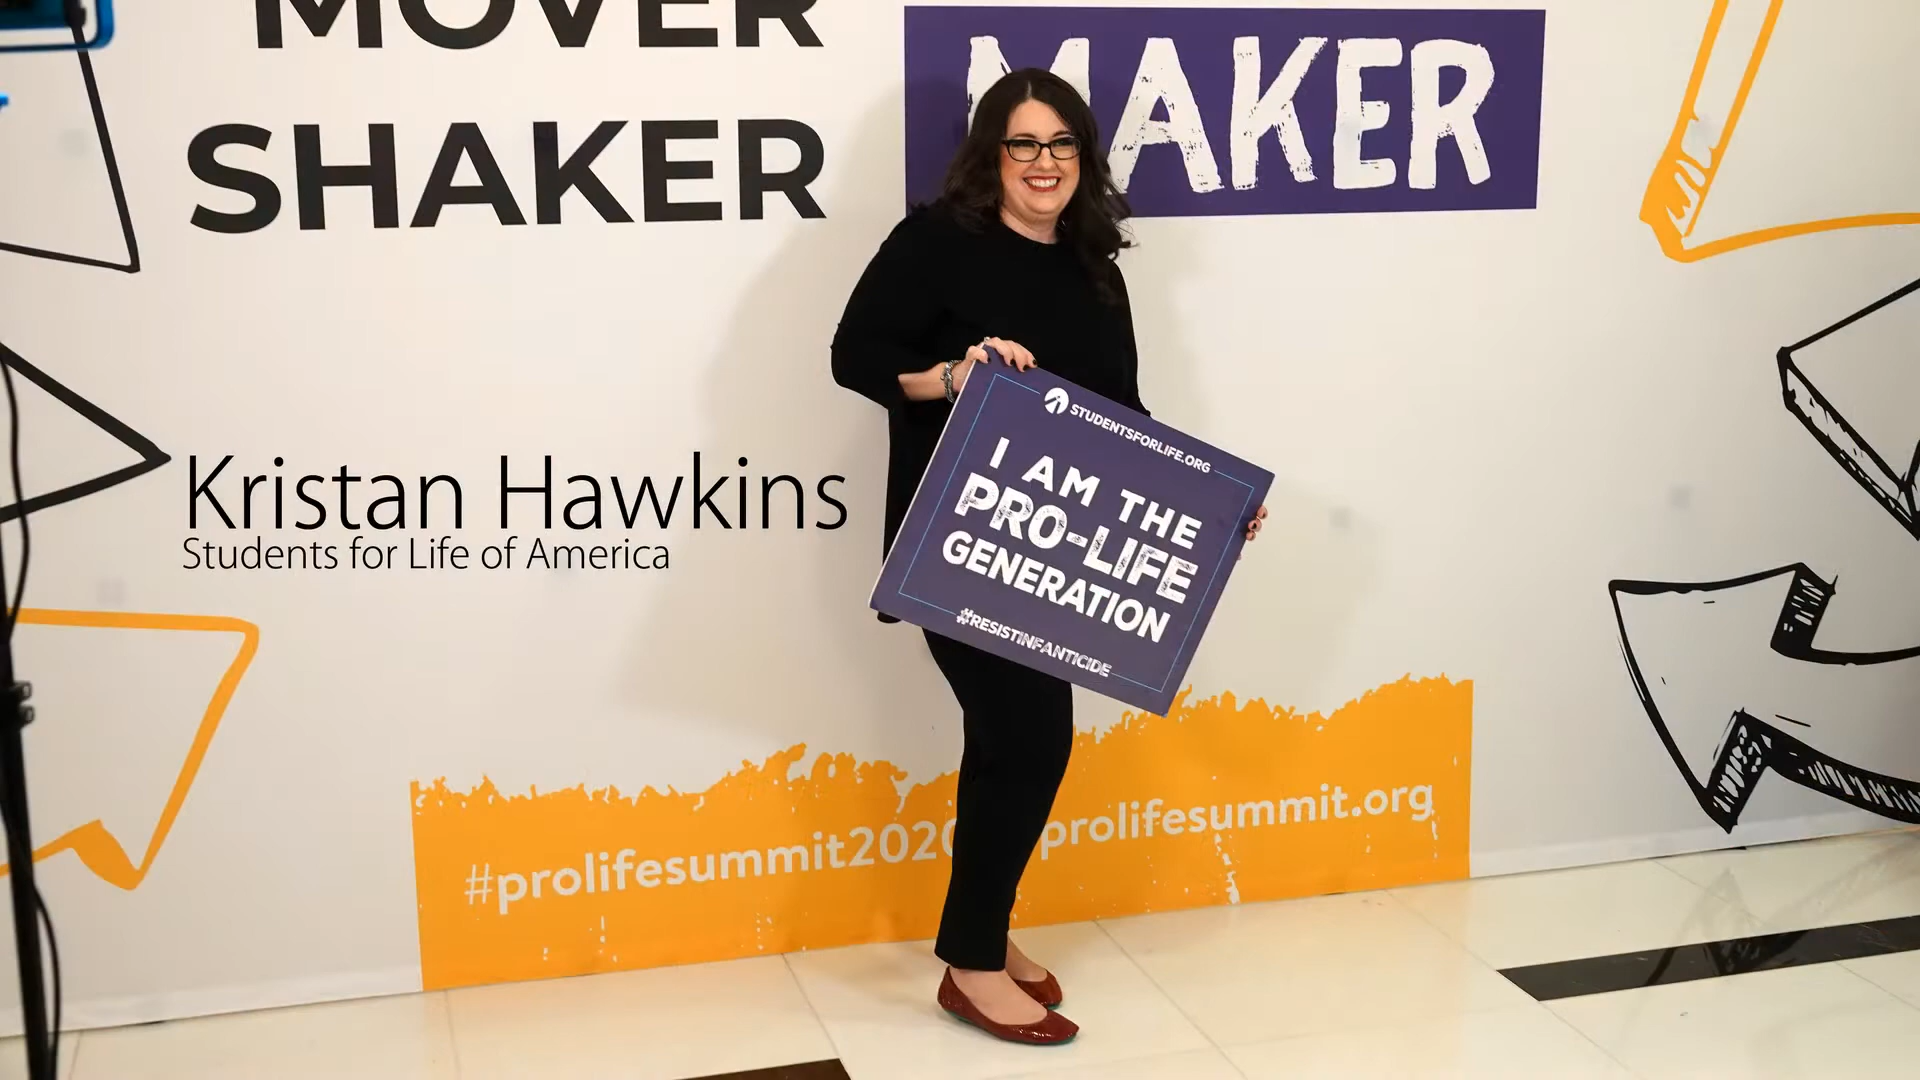 MOVER
SHAKER
MAKER
Kristan Hawkins
Students for Life of America
STUDENTSFORLIFE.ORG
I AM THE
PRO-LIFE
GENERATION
#RESISTINFANTICIDE
#prolifesummit2020 prolifesummit.org